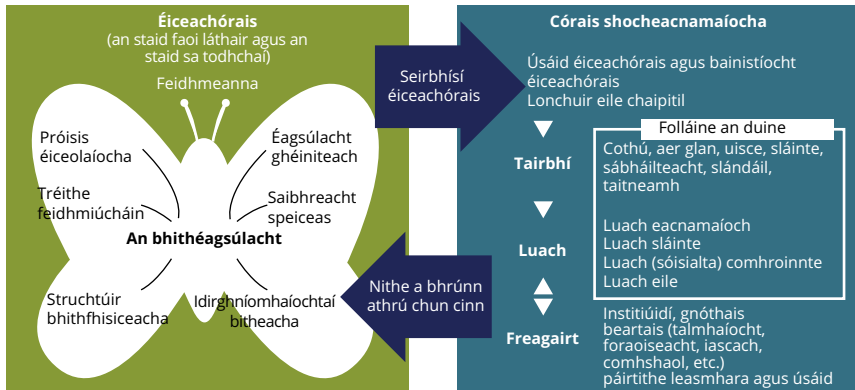 Éiceachórais
(an staid faoi láthair agus an
staid sa todhchaí)
Feidhmeanna
Próisis
éiceolaíocha
Éagsúlacht
ghéiniteach
Tréithe
feidhmiúcháin
Saibhreacht
speiceas
An bhithéagsúlacht
Struchtúir
bhithfhisiceacha
Idirghníomhaíochtaí
bitheacha
Seirbhísí
éiceachórais
Nithe a bhrúnn
athrú chun cinn
Córais shocheacnamaíocha
Úsáid éiceachórais agus bainistíocht
éiceachórais
Lonchuir eile chaipitil
Folláine an duine
Tairbhí
Cothú, aer glan, uisce, sláinte,
sábháilteacht, slándáil,
taitneamh
Luach
Luach eacnamaíoch
Luach sláinte
Luach (sóisialta) comhroinnte
Luach eile
Freagairt
Institiúidí, gnóthais
beartais (talmhaíocht,
foraoiseacht, iascach,
comhshaol, etc.)
páirtithe leasmhara agus úsáid